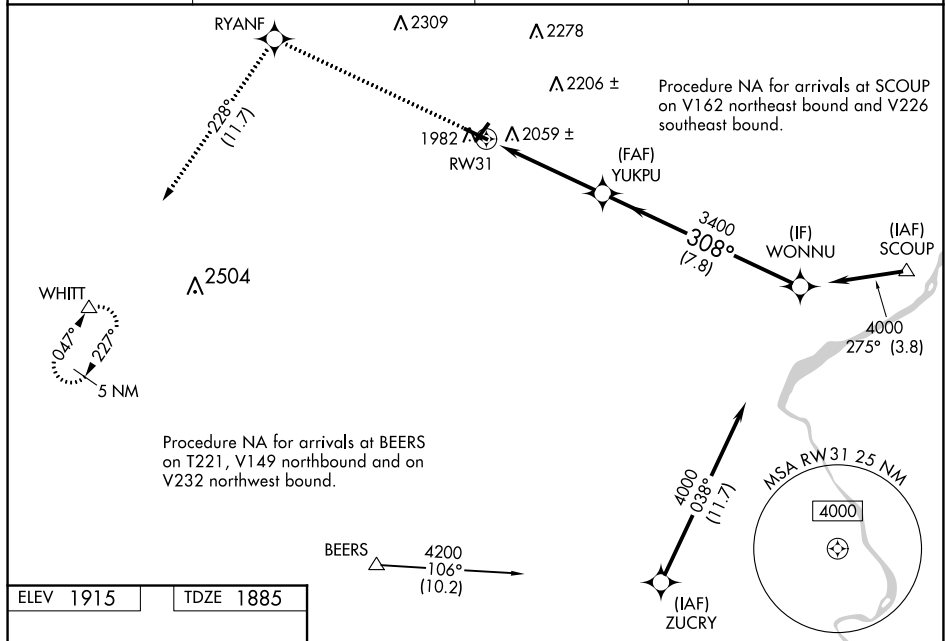 RYANF
2309
2278
2206 ±
228°
(11.7)
Procedure NA for arrivals at SCOUP
on V162 northeast bound and V226
southeast bound.
1982
2059 ±
RW31
(FAF)
YUKPU
3400
308°
(7.8)
(IF)
WONNU
(IAF)
SCOUP
4000
275° (3.8)
2504
WHITT
047°
227°
5 NM
Procedure NA for arrivals at BEERS
on T221, V149 northbound and on
V232 northwest bound.
4000
038°
(11.7)
MSA RW31 25 NM
4000
BEERS
4200
106°
(10.2)
(IAF)
ZUCRY
ELEV 1915
TDZE 1885